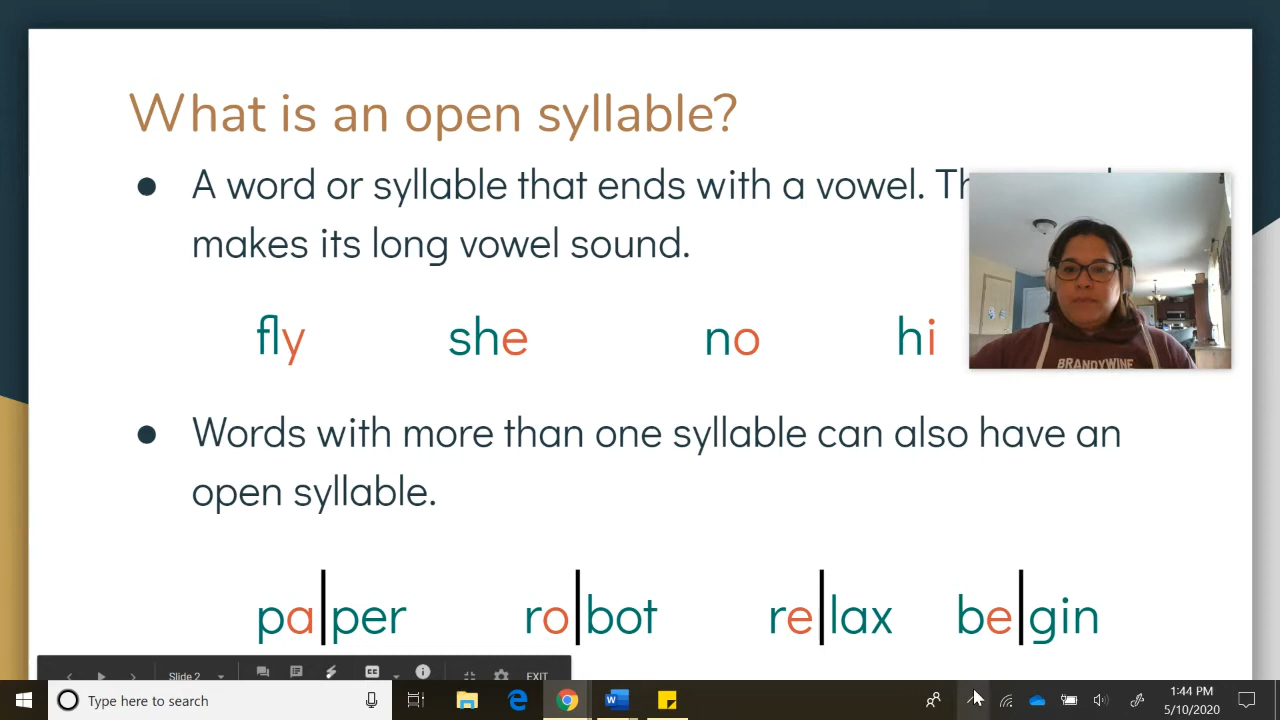 What is an open syllable?
● A word or syllable that ends with a vowel.
makes its long vowel sound.
fly she no hi
BRANDYWINE
● Words with more than one syllable can also have an
open syllable.
pa|per ro|bot re|lax be|gin
Slide 2 CC EXIT
Type here to search
1:44 PM
5/10/2020